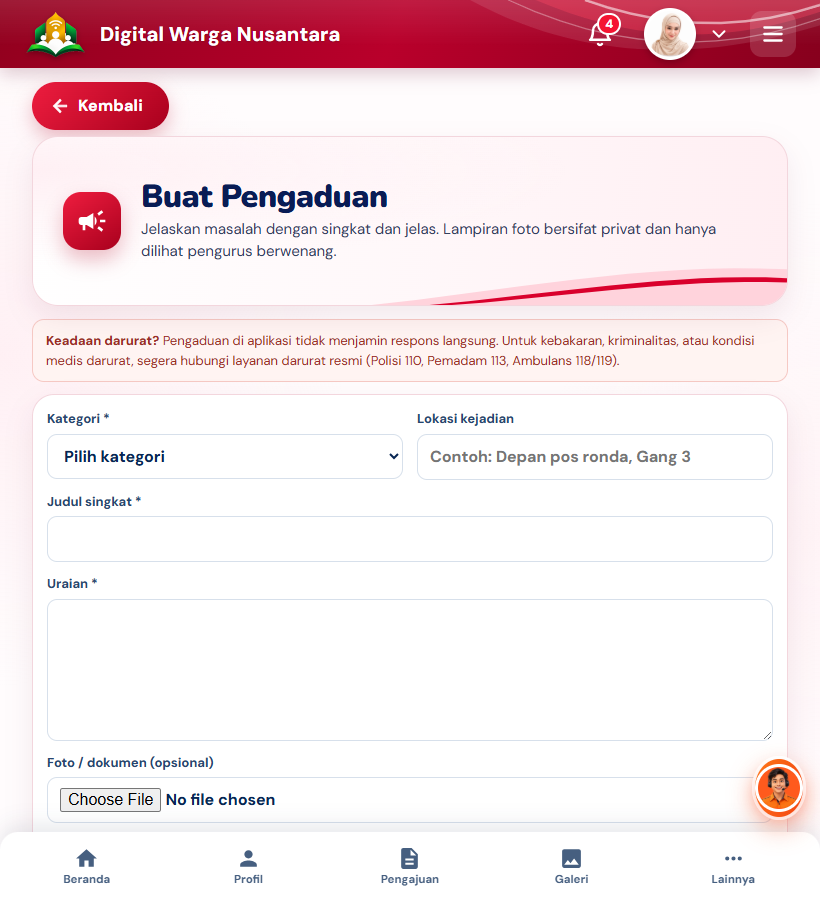 Digital Warga Nusantara
4
Kembali
Buat Pengaduan
Jelaskan masalah dengan singkat dan jelas. Lampiran foto bersifat privat dan hanya
dilihat pengurus berwenang.
Keadaan darurat? Pengaduan di aplikasi tidak menjamin respons langsung. Untuk kebakaran, kriminalitas, atau kondisi
medis darurat, segera hubungi layanan darurat resmi (Polisi 110, Pemadam 113, Ambulans 118/119).
Kategori *
Lokasi kejadian
Pilih kategori
Contoh: Depan pos ronda, Gang 3
Judul singkat *
Uraian *
Foto / dokumen (opsional)
Choose File No file chosen
Beranda
Profil
Pengajuan
Galeri
Lainnya